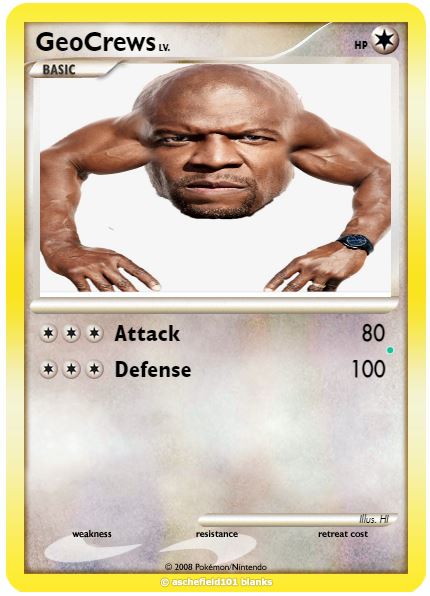 GeoCrews LV. HP
BASIC
Attack 80
Defense 100
Illus. HI
weakness resistance retreat cost
© 2008 Pokémon/Nintendo
© aschefield101 blanks